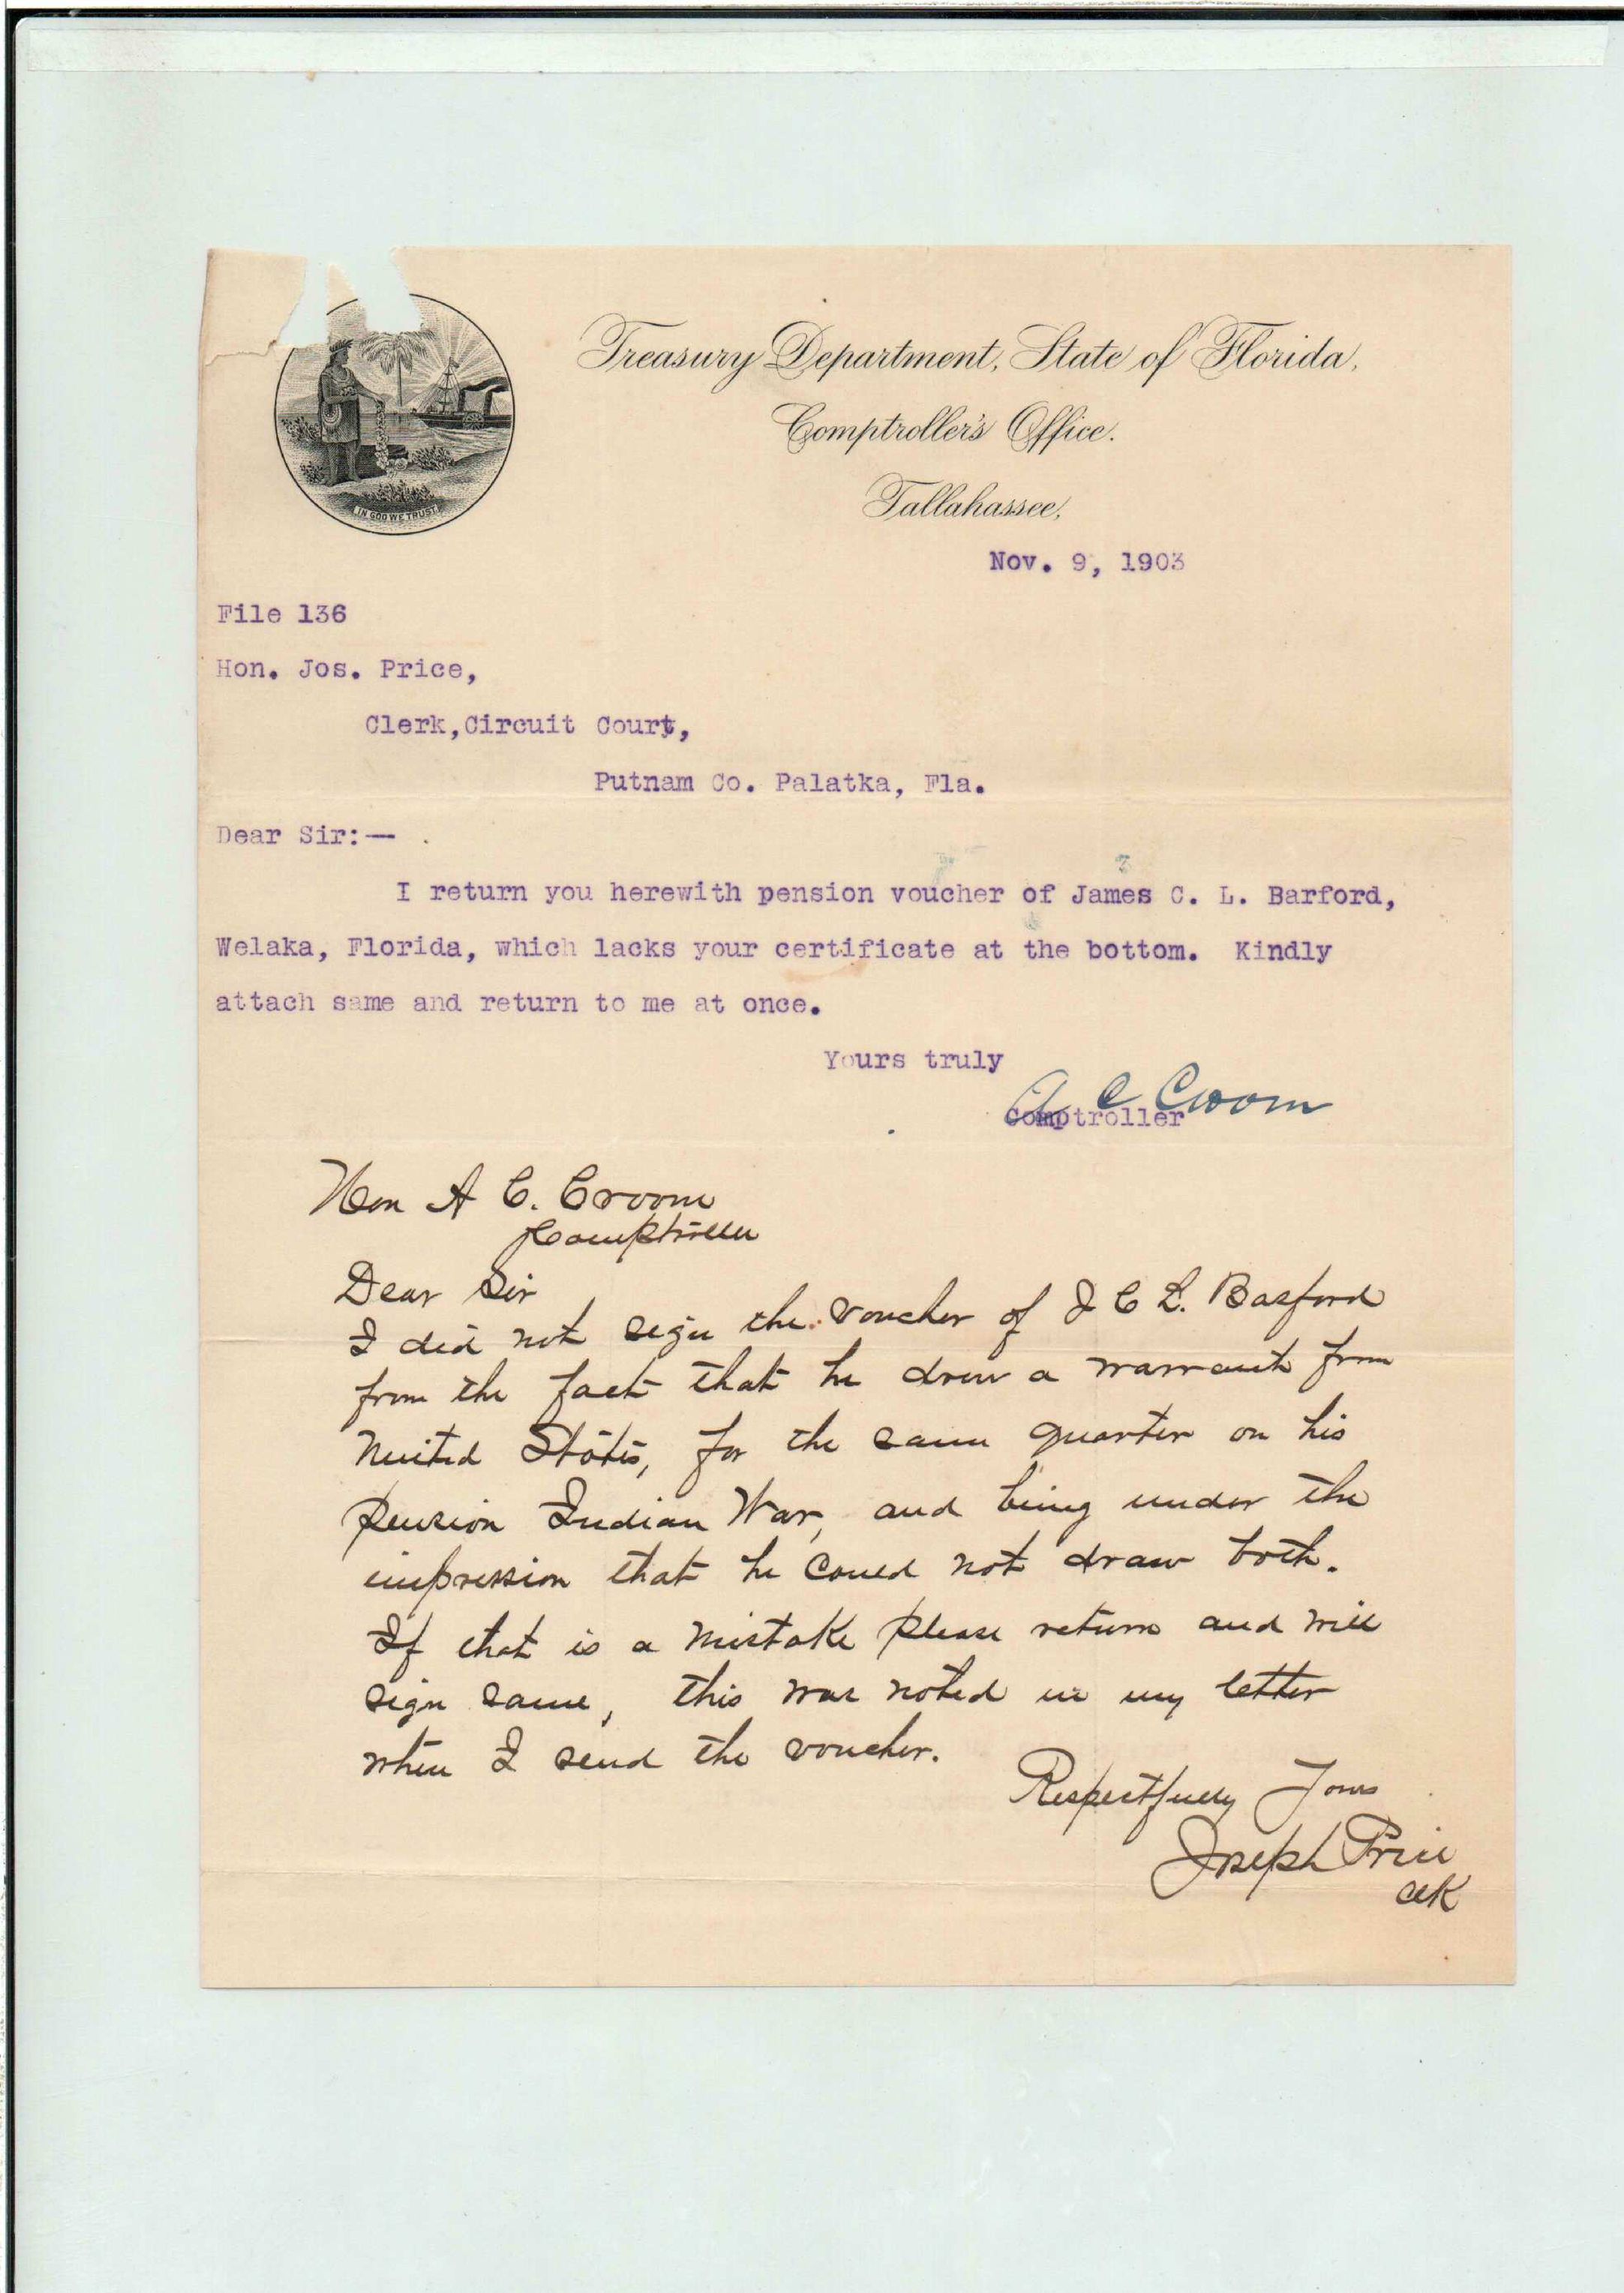 Treasury Department, State of Florida,
Comptroller's Office.
Tallahassee,
IN GOD WE TRUST
Nov. 9, 1903
File 136
Hon. Jos. Price,
Clerk,Circuit Court,
Putnam Co. Palatka, Fla.
Dear Sir:—
I return you herewith pension voucher of James C. L. Barford,
Welaka, Florida, which lacks your certificate at the bottom. Kindly
attach same and return to me at once.
Yours truly
A C Croom
Comptroller
Hon A C. Croom
Comptroller
Dear Sir
I did not sign the voucher of J C L. Basford
from the fact that he drew a warrant from
United States, for the same quarter on his
pension Indian War, and being under the
impression that he could not draw both.
If that is a mistake please return and will
sign same, this was noted in my letter
when I send the voucher.
Respectfully Yours
Joseph Price
Clk